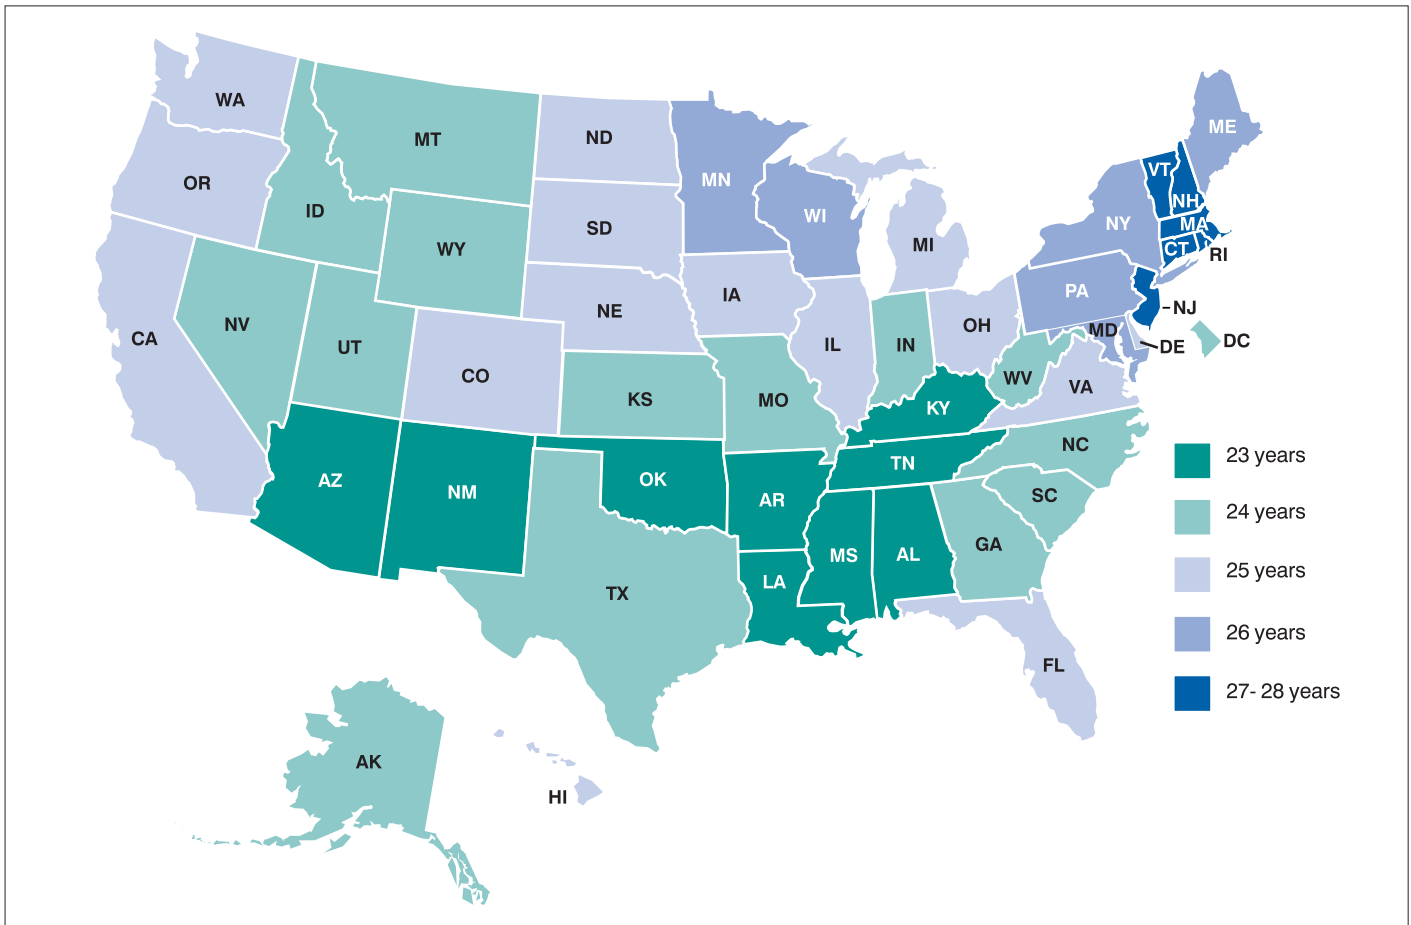 WA
MT
ND
MN
ME
OR
ID
SD
WI
MI
NY
VT
NH
MA
CT
RI
WY
IA
NE
PA
NJ
CA
NV
UT
CO
IL
IN
OH
MD
DE
DC
KS
MO
KY
WV
VA
AZ
NM
OK
AR
TN
NC
SC
TX
LA
MS
AL
GA
FL
AK
HI
23 years
24 years
25 years
26 years
27- 28 years